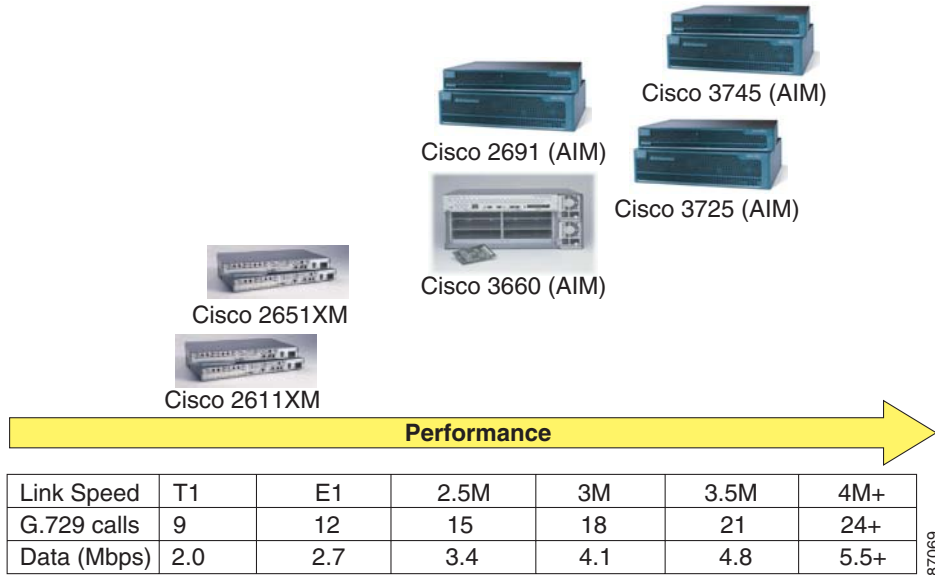 Cisco 3745 (AIM)
Cisco 2691 (AIM)
Cisco 3725 (AIM)
Cisco 3660 (AIM)
Cisco 2651XM
Cisco 2611XM
Performance
Link Speed T1 E1 2.5M 3M 3.5M 4M+
G.729 calls 9 12 15 18 21 24+
Data (Mbps) 2.0 2.7 3.4 4.1 4.8 5.5+
87069